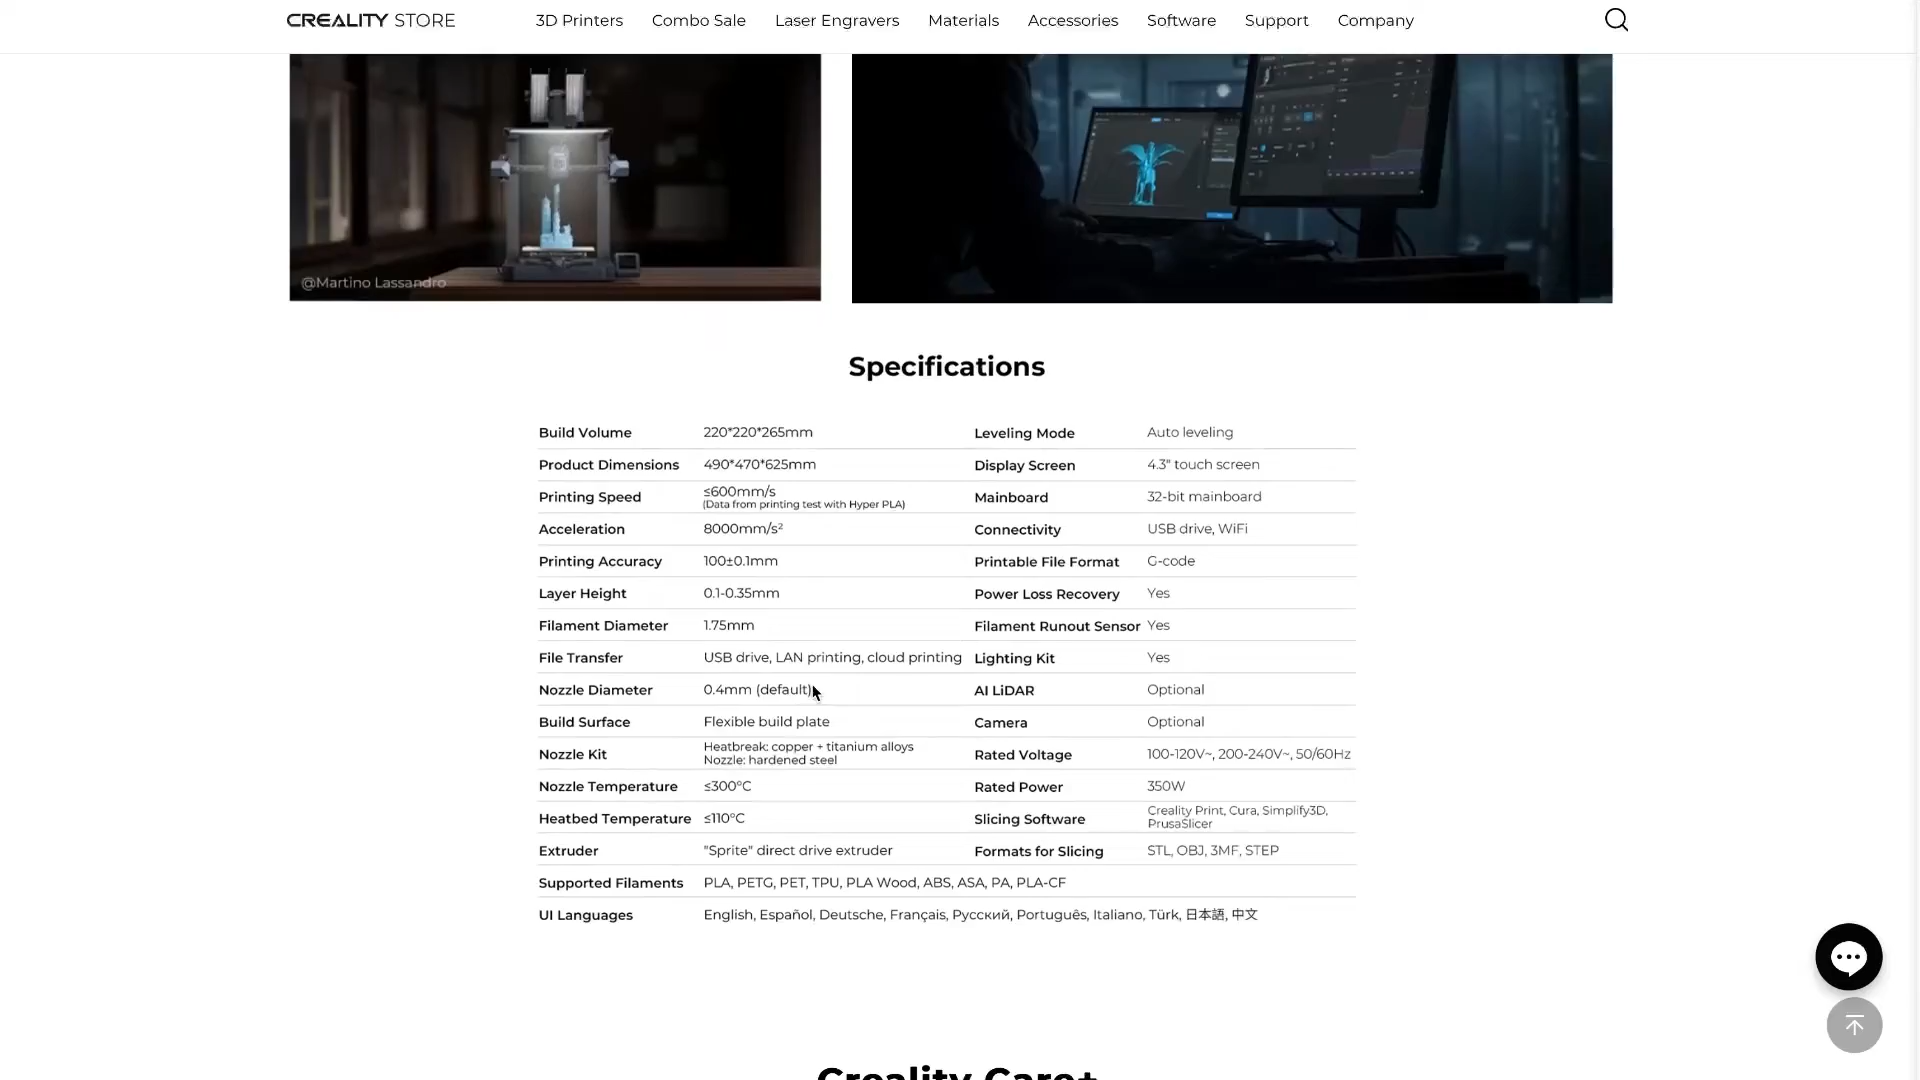 CREALITY STORE
3D Printers Combo Sale Laser Engravers Materials Accessories Software Support Company
@Martino Lassandro
Specifications
Build Volume 220*220*265mm Leveling Mode Auto leveling
Product Dimensions 490*470*625mm Display Screen 4.3" touch screen
Printing Speed ≤600mm/s Mainboard 32-bit mainboard
(Data from printing test with Hyper PLA)
Acceleration 8000mm/s² Connectivity USB drive, WiFi
Printing Accuracy 100±0.1mm Printable File Format G-code
Layer Height 0.1-0.35mm Power Loss Recovery Yes
Filament Diameter 1.75mm Filament Runout Sensor Yes
File Transfer USB drive, LAN printing, cloud printing Lighting Kit Yes
Nozzle Diameter 0.4mm (default) AI LiDAR Optional
Build Surface Flexible build plate Camera Optional
Nozzle Kit Heatbreak: copper + titanium alloys Rated Voltage 100-120V~, 200-240V~, 50/60Hz
Nozzle: hardened steel
Nozzle Temperature ≤300°C Rated Power 350W
Heatbed Temperature ≤110°C Slicing Software Creality Print, Cura, Simplify3D,
PrusaSlicer
Extruder "Sprite" direct drive extruder Formats for Slicing STL, OBJ, 3MF, STEP
Supported Filaments PLA, PETG, PET, TPU, PLA Wood, ABS, ASA, PA, PLA-CF
UI Languages English, Español, Deutsche, Français, Русский, Português, Italiano, Türk, 日本語, 中文
Creality Care+